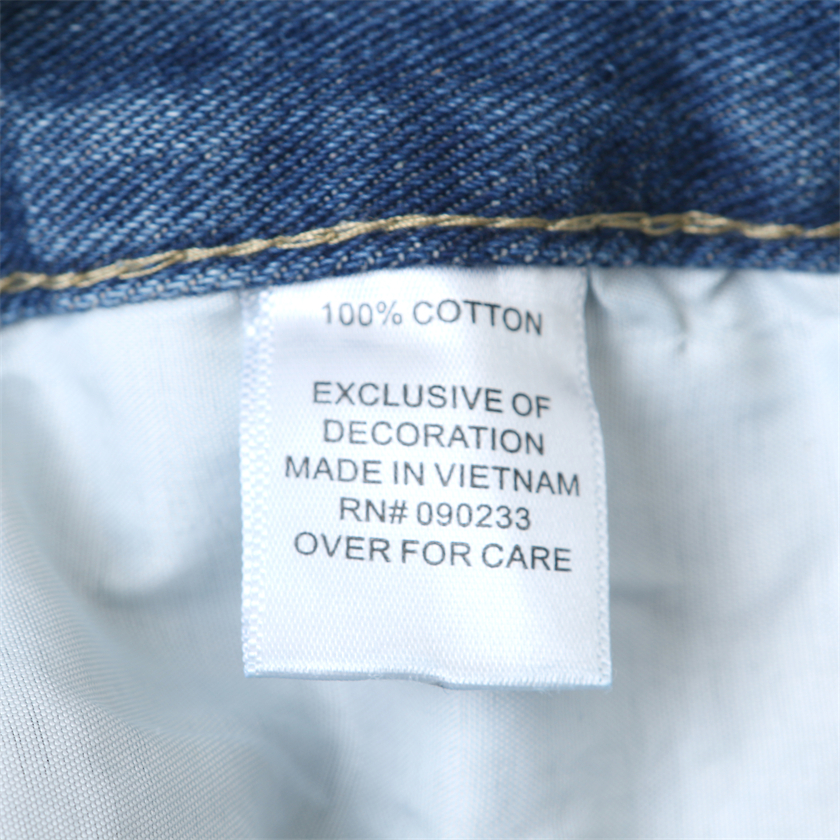 100% COTTON
EXCLUSIVE OF
DECORATION
MADE IN VIETNAM
RN# 090233
OVER FOR CARE